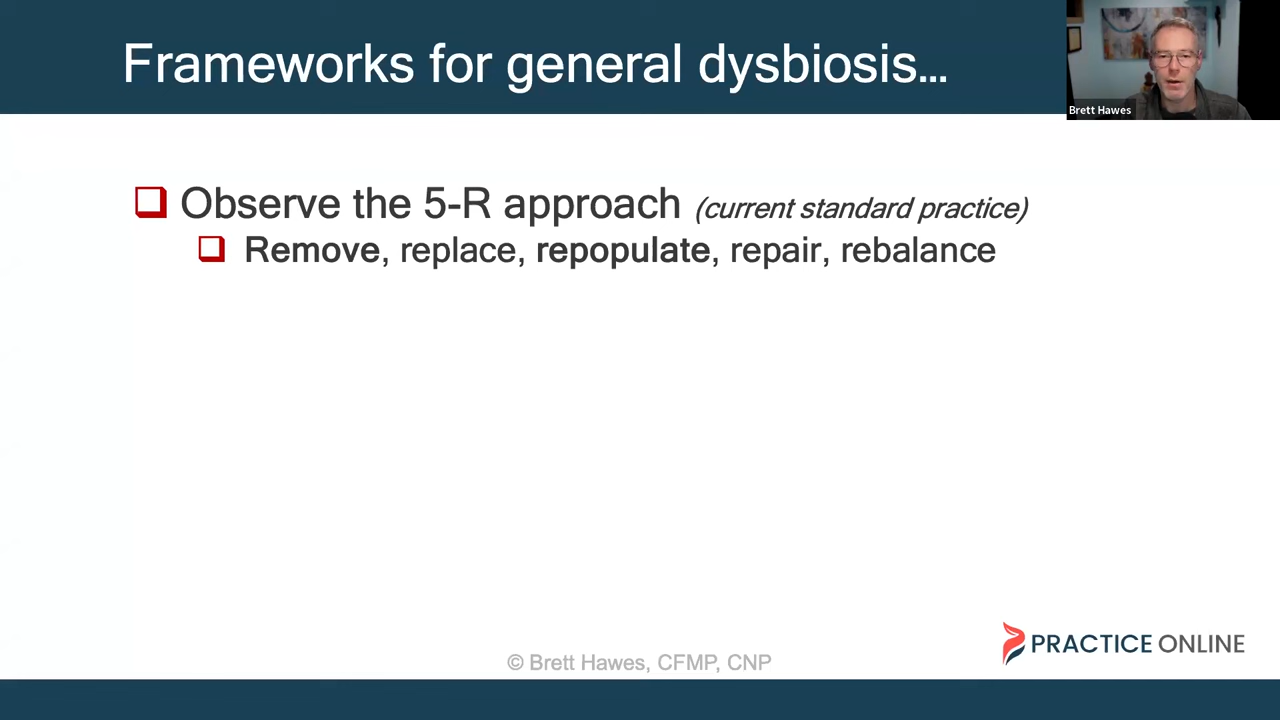 Frameworks for general dysbiosis...
Brett Hawes
Observe the 5-R approach (current standard practice)
Remove, replace, repopulate, repair, rebalance
PRACTICE ONLINE
© Brett Hawes, CFMP, CNP